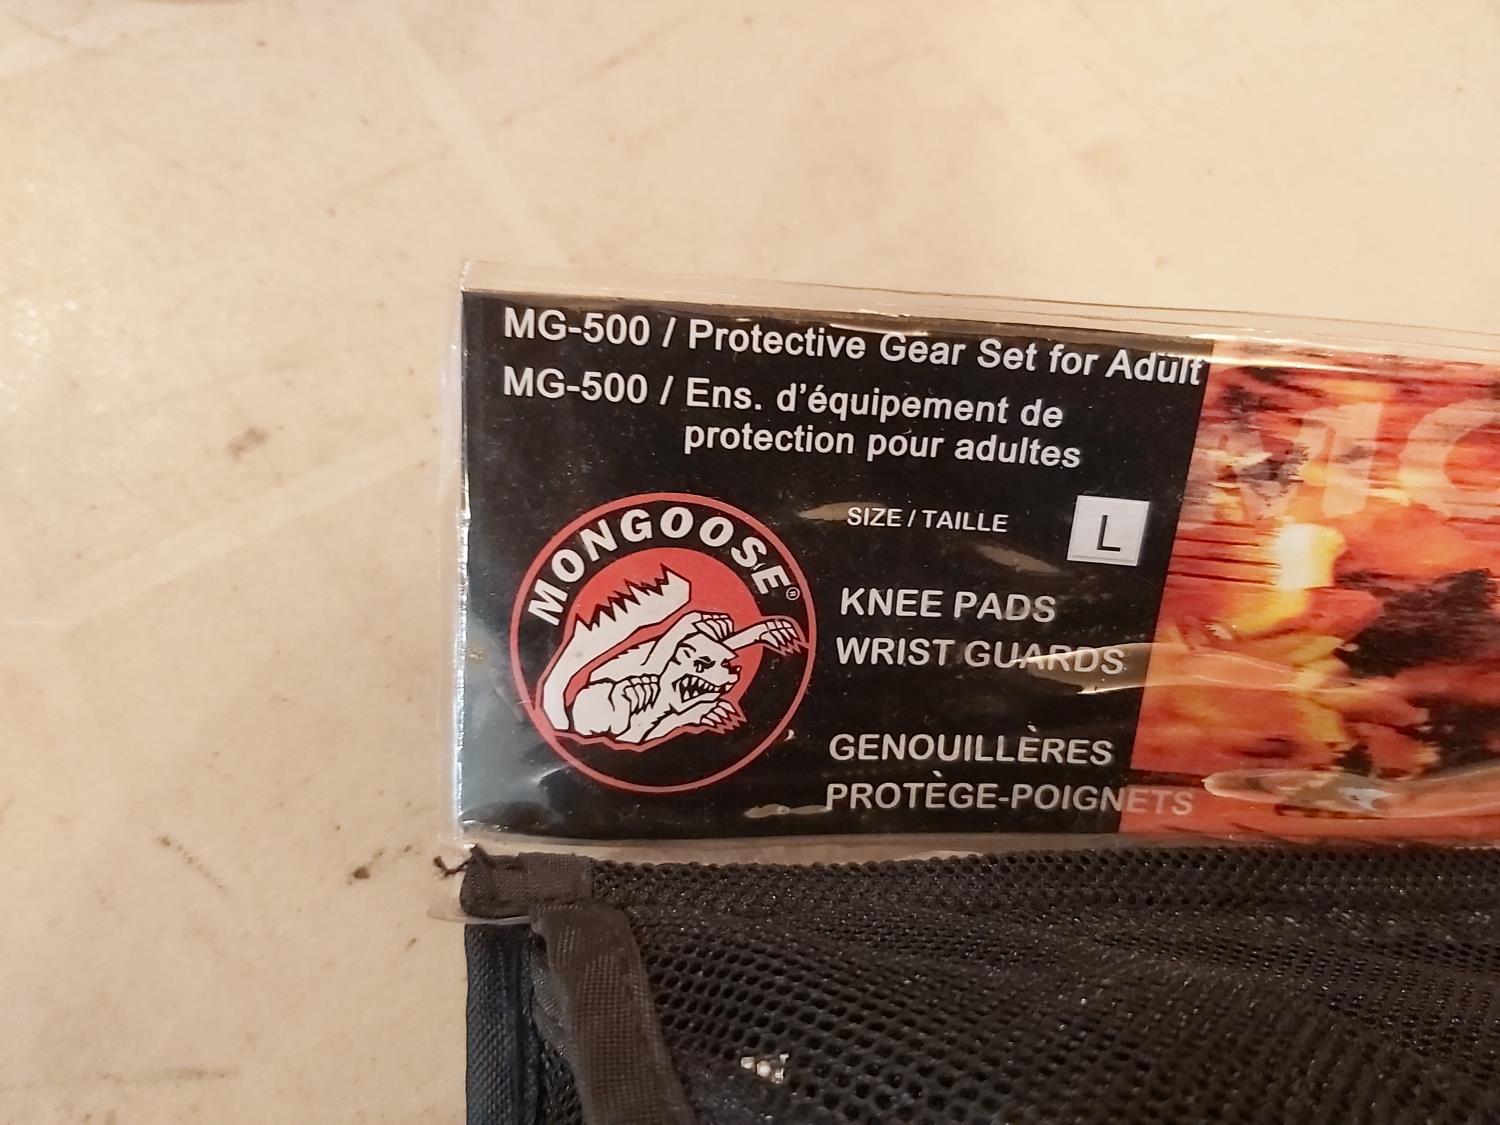 MG-500 / Protective Gear Set for Adult
MG-500 / Ens. d'équipement de
protection pour adultes
MONGOOSE®
SIZE / TAILLE L
KNEE PADS
WRIST GUARDS
GENOUILLÈRES
PROTÈGE-POIGNETS